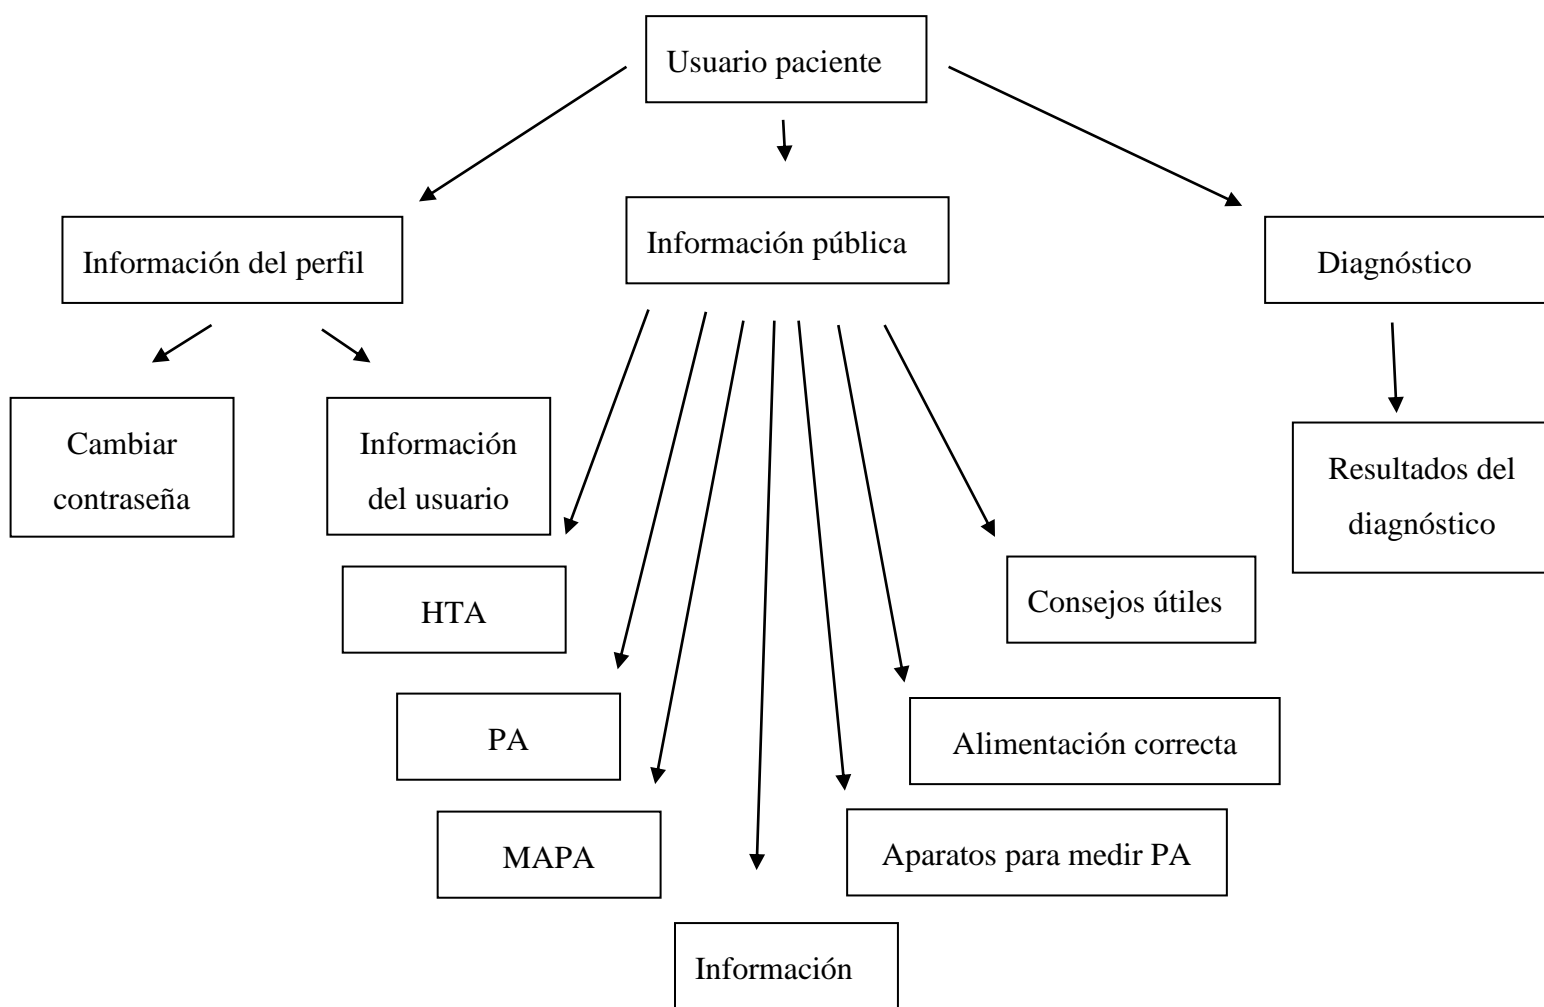 Usuario paciente
Información del perfil
Información pública
Diagnóstico
Cambiar
contraseña
Información
del usuario
Resultados del
diagnóstico
HTA
Consejos útiles
PA
Alimentación correcta
MAPA
Aparatos para medir PA
Información